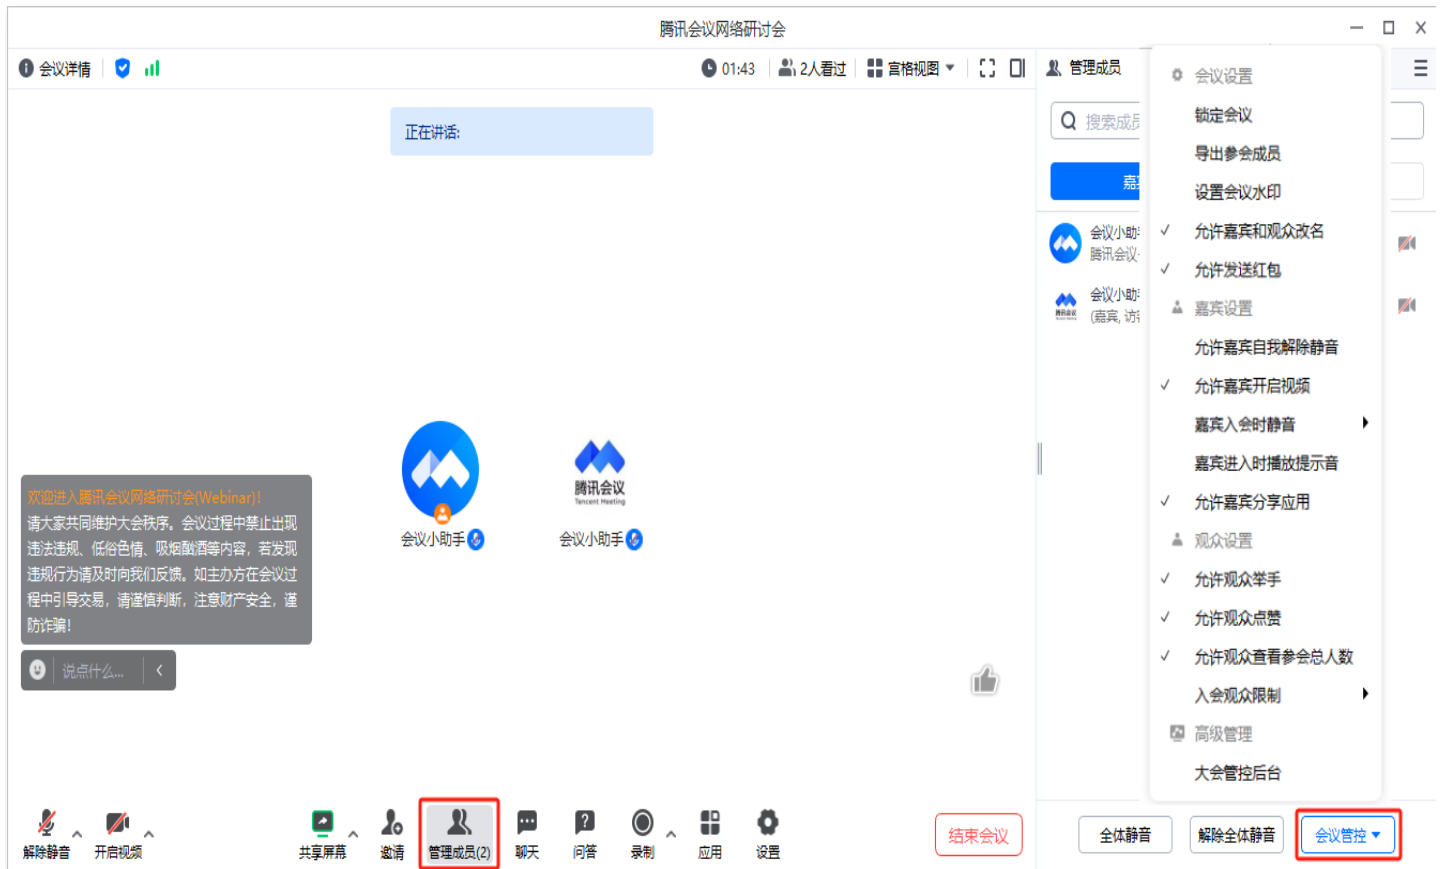 腾讯会议网络研讨会
会议详情
01:43
2人看过
宫格视图
管理成员
正在讲话:
搜索成员
会议小助
腾讯会议
会议小助
(嘉宾, 访
会议设置
锁定会议
导出参会成员
设置会议水印
✓ 允许嘉宾和观众改名
✓ 允许发送红包
嘉宾设置
允许嘉宾自我解除静音
✓ 允许嘉宾开启视频
嘉宾入会时静音
嘉宾进入时播放提示音
✓ 允许嘉宾分享应用
观众设置
✓ 允许观众举手
✓ 允许观众点赞
✓ 允许观众查看参会总人数
入会观众限制
高级管理
大会管控后台
腾讯会议
Tencent Meeting
会议小助手
会议小助手
欢迎进入腾讯会议网络研讨会(Webinar)!
请大家共同维护大会秩序。会议过程中禁止出现
违法违规、低俗色情、吸烟酗酒等内容，若发现
违规行为请及时向我们反馈。如主办方在会议过
程中引导交易，请谨慎判断，注意财产安全，谨
防诈骗!
说点什么...
解除静音
开启视频
共享屏幕
邀请
管理成员(2)
聊天
问答
录制
应用
设置
结束会议
全体静音
解除全体静音
会议管控